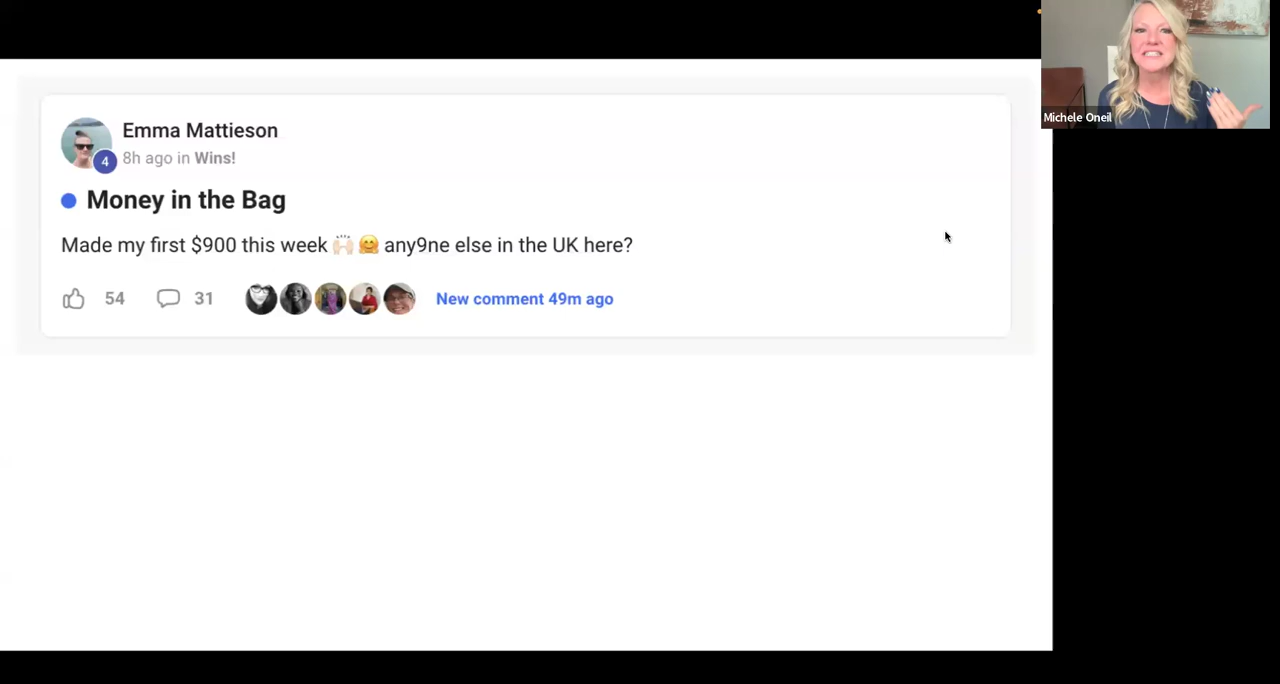 Michele Oneil
Emma Mattieson
4
8h ago in Wins!
Money in the Bag
Made my first $900 this week 🙌🏻 🤗 any9ne else in the UK here?
54 31 New comment 49m ago